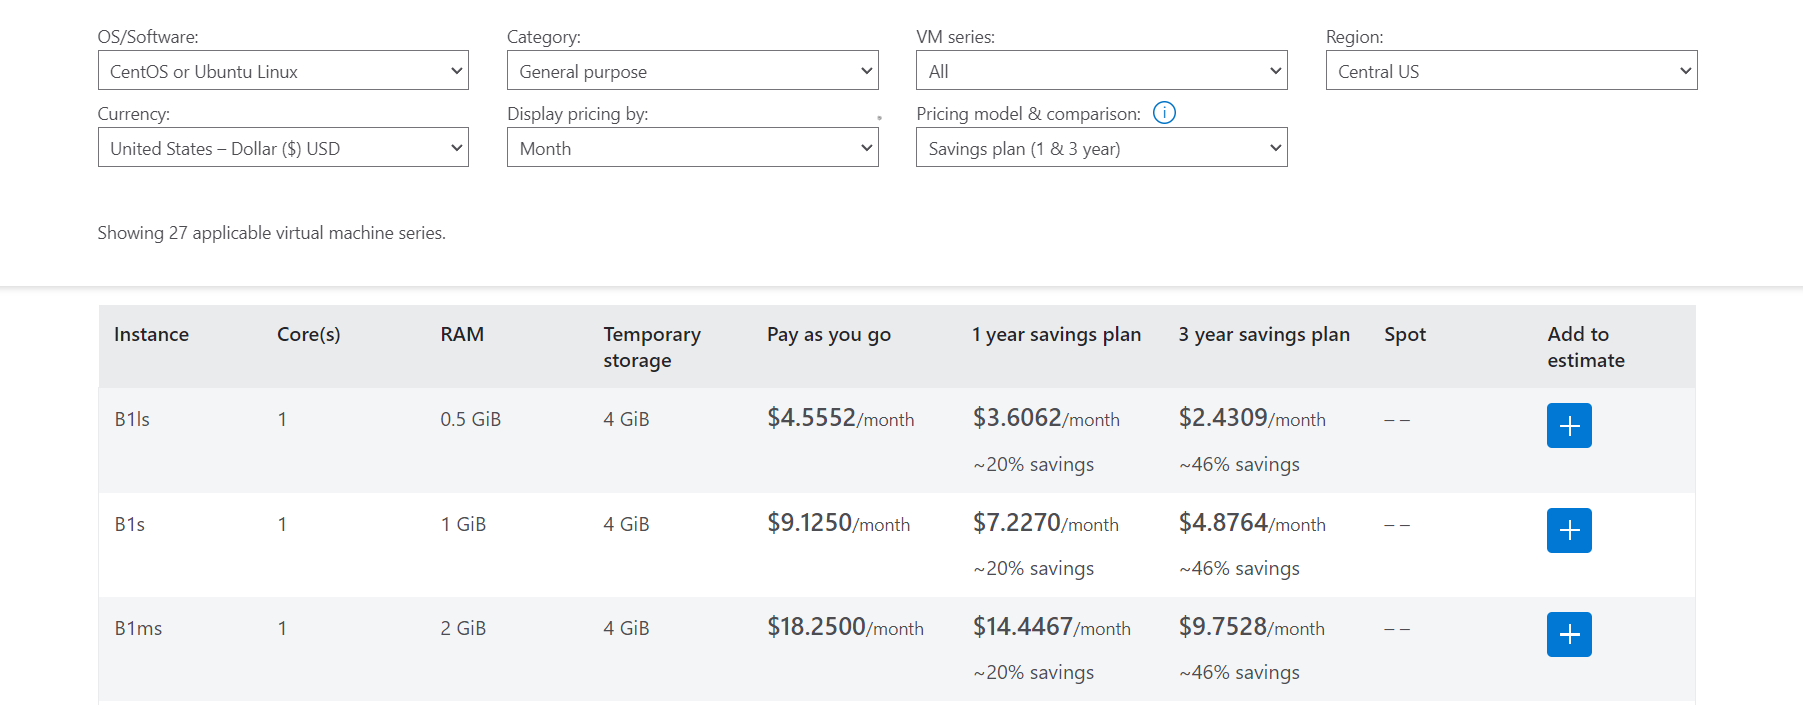 OS/Software: Category: VM series: Region:
CentOS or Ubuntu Linux General purpose All Central US
Currency: Display pricing by: Pricing model & comparison: i
United States – Dollar ($) USD Month Savings plan (1 & 3 year)
Showing 27 applicable virtual machine series.
Instance Core(s) RAM Temporary storage Pay as you go 1 year savings plan 3 year savings plan Spot Add to estimate
B1ls 1 0.5 GiB 4 GiB $4.5552/month $3.6062/month $2.4309/month – – +
~20% savings ~46% savings
B1s 1 1 GiB 4 GiB $9.1250/month $7.2270/month $4.8764/month – – +
~20% savings ~46% savings
B1ms 1 2 GiB 4 GiB $18.2500/month $14.4467/month $9.7528/month – – +
~20% savings ~46% savings